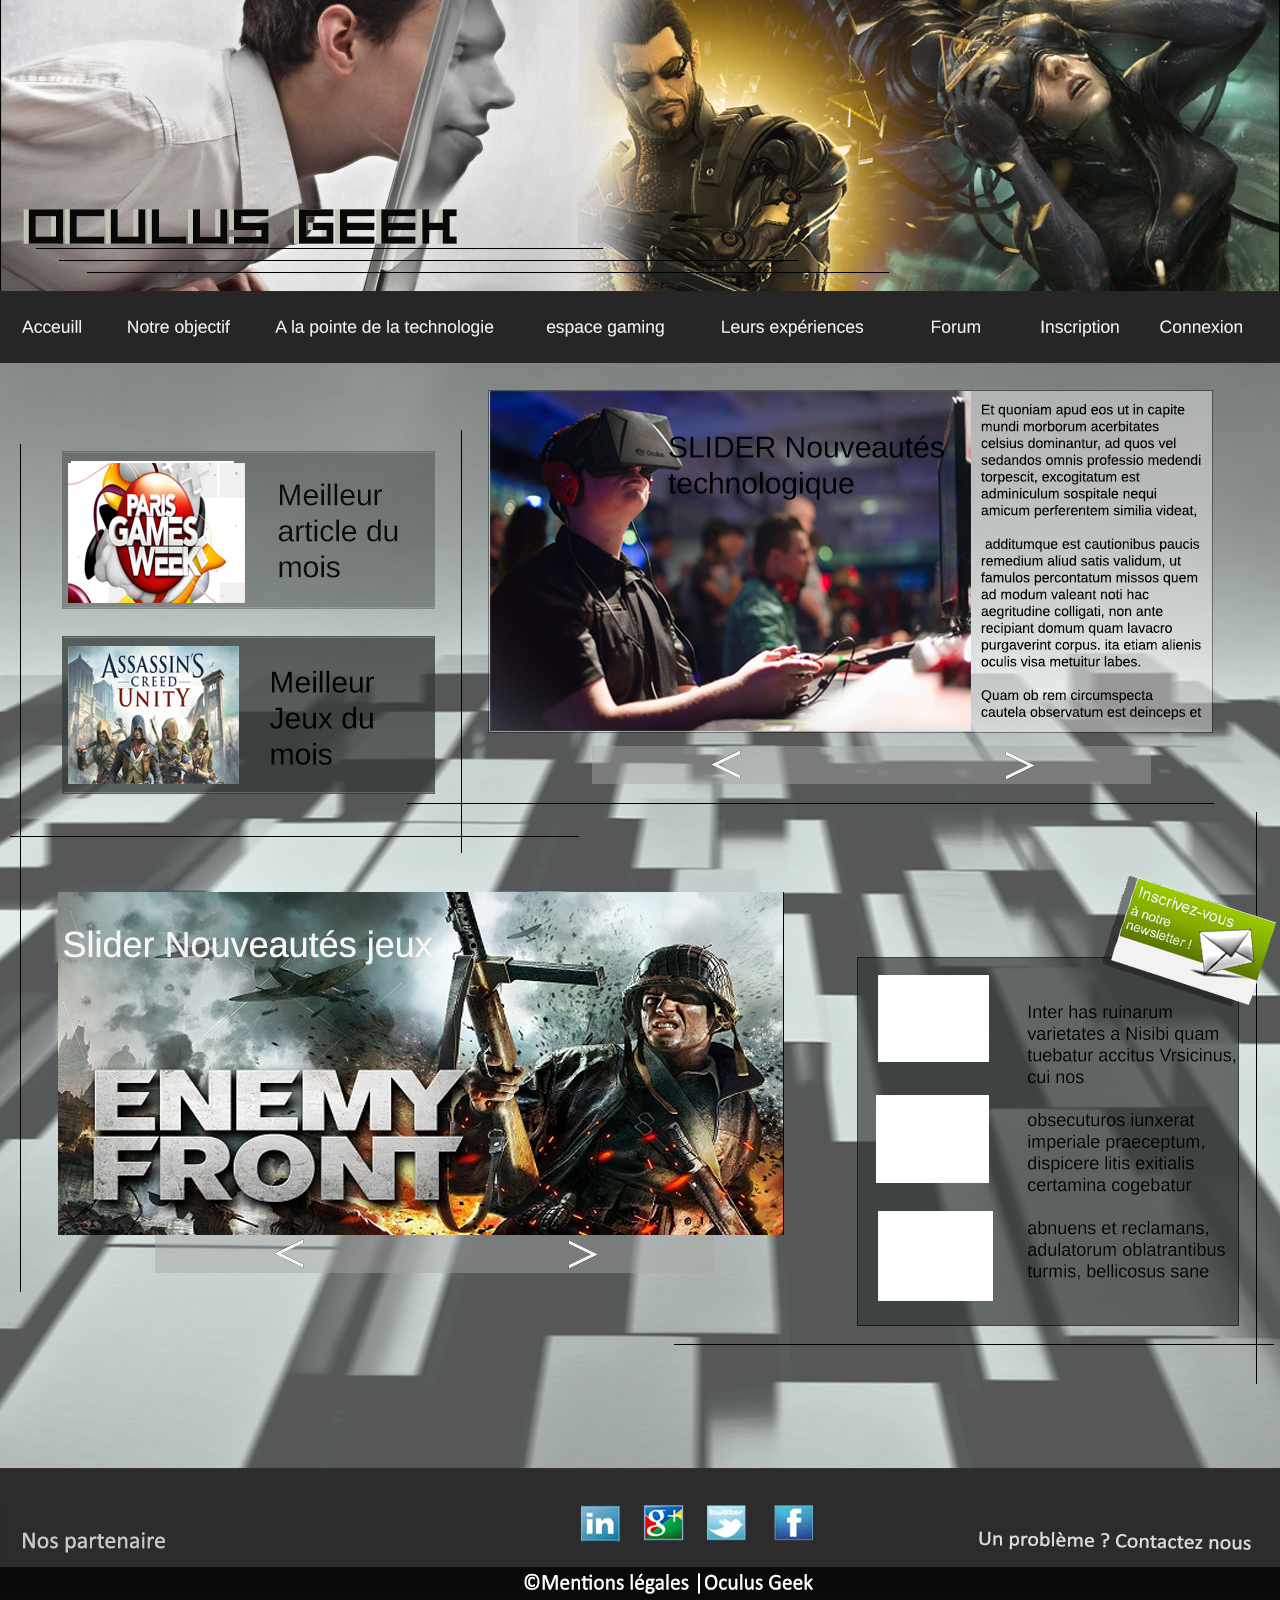 OCULUS GEEK
Acceuill Notre objectif A la pointe de la technologie espace gaming Leurs expériences Forum Inscription Connexion
PARIS
GAMES
WEEK
Meilleur
article du
mois
ASSASSIN'S
CREED
UNITY
Meilleur
Jeux du
mois
SLIDER Nouveautés
technologique
Oculus
Et quoniam apud eos ut in capite
mundi morborum acerbitates
celsius dominantur, ad quos vel
sedandos omnis professio medendi
torpescit, excogitatum est
adminiculum sospitale nequi
amicum perferentem similia videat,
additumque est cautionibus paucis
remedium aliud satis validum, ut
famulos percontatum missos quem
ad modum valeant noti hac
aegritudine colligati, non ante
recipiant domum quam lavacro
purgaverint corpus. ita etiam alienis
oculis visa metuitur labes.
Quam ob rem circumspecta
cautela observatum est deinceps et
< >
Slider Nouveautés jeux
ENEMY
FRONT
< >
Inscrivez-vous
à notre
newsletter !
Inter has ruinarum
varietates a Nisibi quam
tuebatur accitus Vrsicinus,
cui nos
obsecuturos iunxerat
imperiale praeceptum,
dispicere litis exitialis
certamina cogebatur
abnuens et reclamans,
adulatorum oblatrantibus
turmis, bellicosus sane
Nos partenaire
in g+ twitter f
Un problème ? Contactez nous
©Mentions légales |Oculus Geek